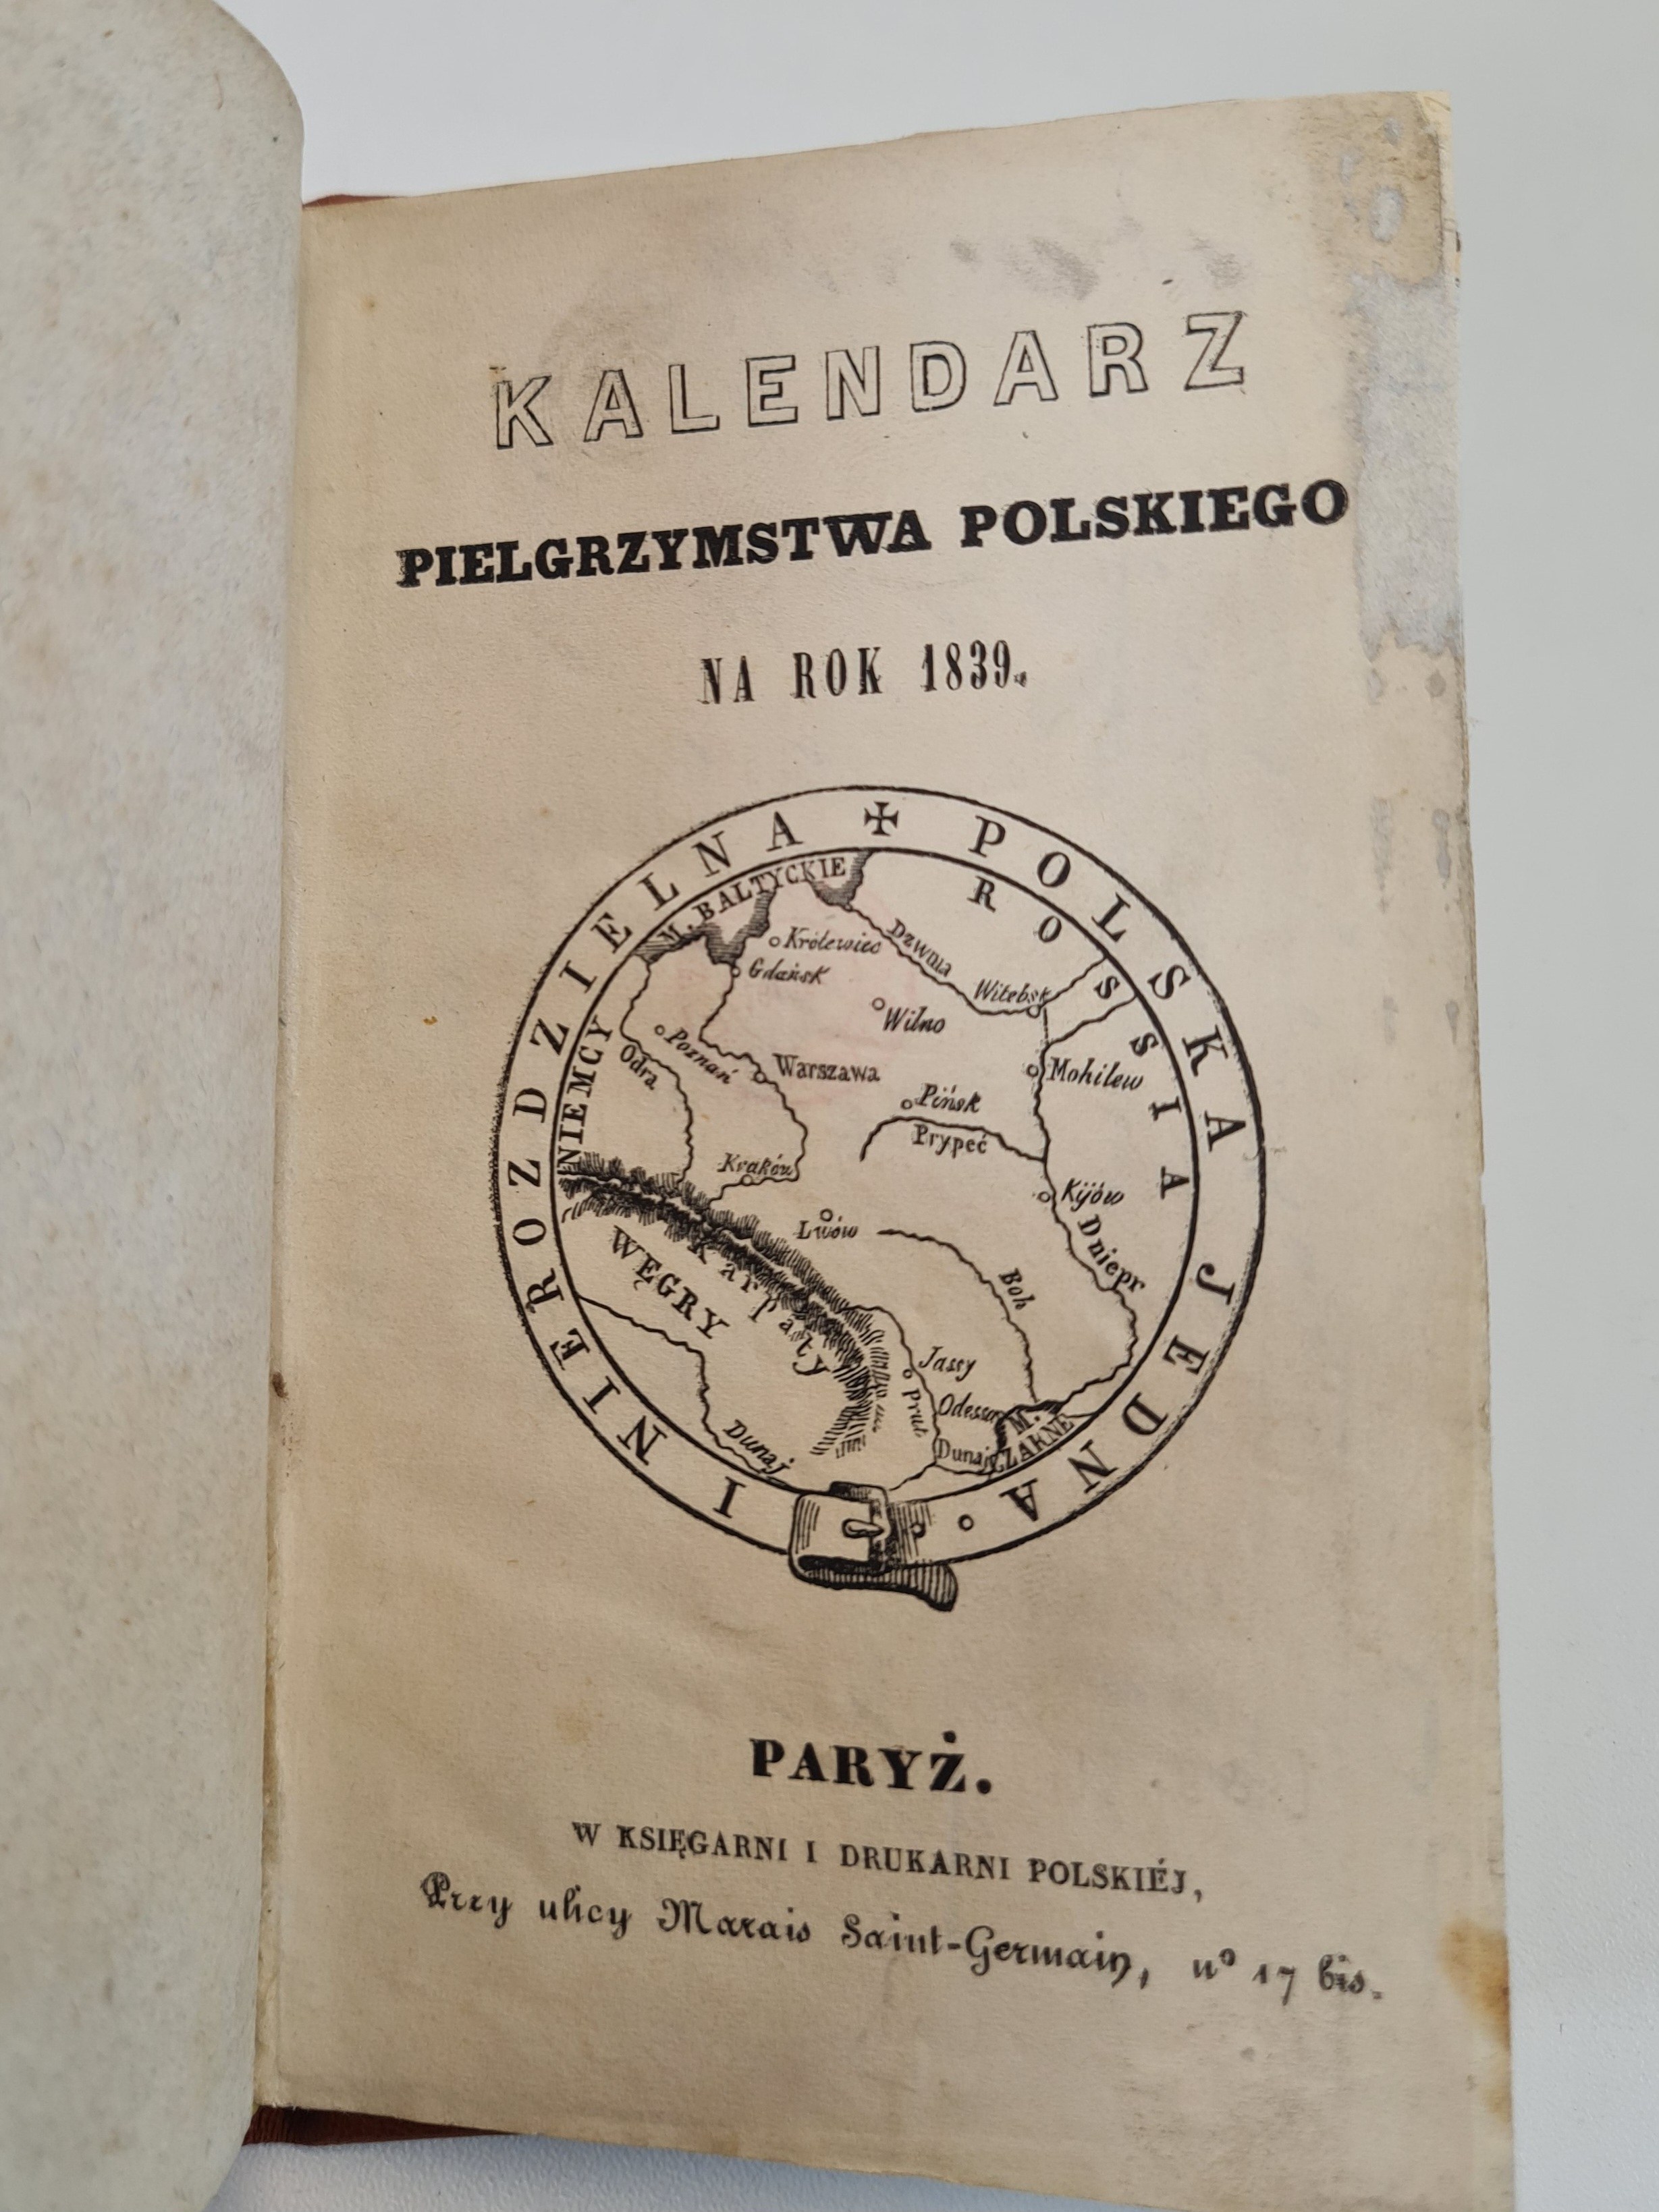 KALENDARZ
PIELGRZYMSTWA POLSKIEGO
NA ROK 1839.
POLSKA JEDNA I NIEROZDZIELNA
M. BALTYCKIE
ROSSIA
Królewiec
Dzwina
Gdańsk
Witebsk
Wilno
NIEMCY
Odra
Poznań
Warszawa
Mohilew
Pińsk
Prypeć
Kraków
Kijów
Lwów
Dniepr
WĘGRY
Karpaty
Boh
Jassy
Prut
Odessa
M. CZARNE
Dunaj
Dunaj
PARYŻ.
W KSIĘGARNI I DRUKARNI POLSKIÉJ,
Przy ulicy Marais Saint-Germain, nº 17 bis.